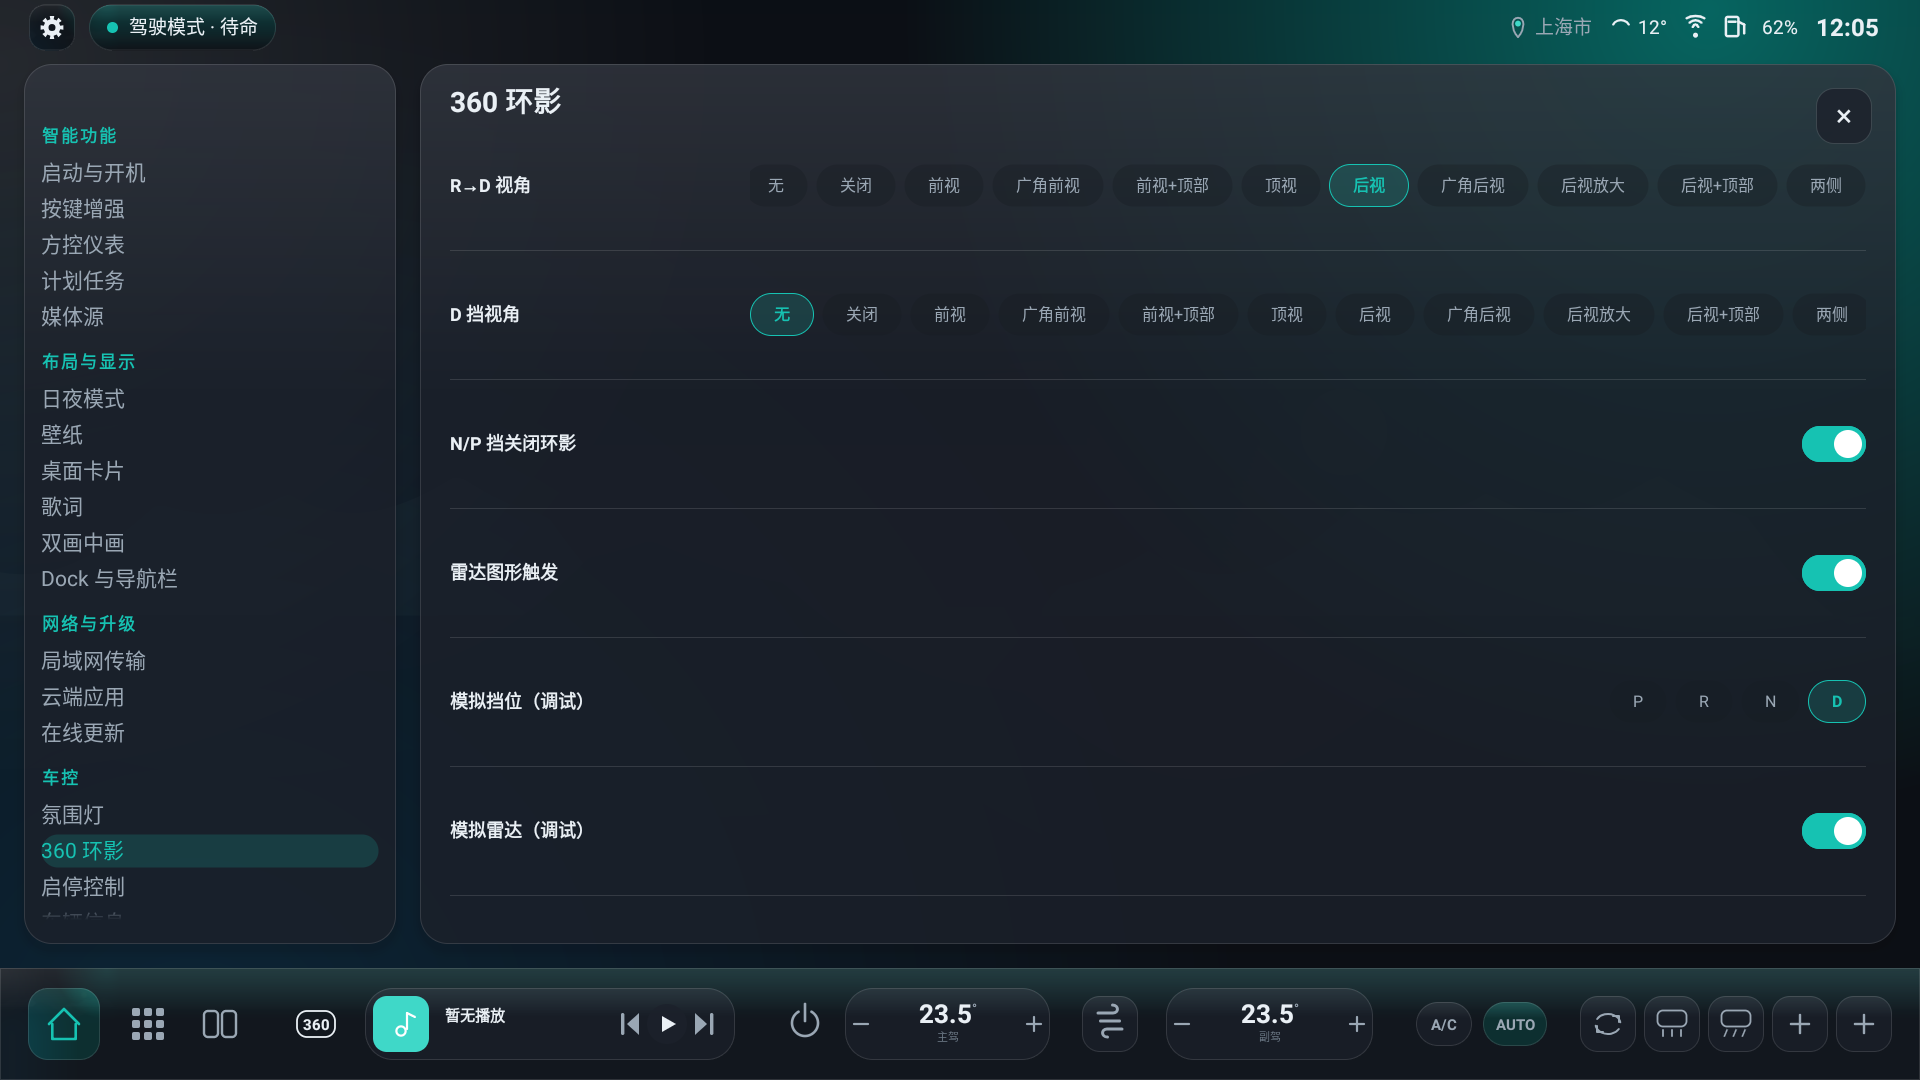 驾驶模式 · 待命
上海市 12° 62% 12:05
智能功能
启动与开机
按键增强
方控仪表
计划任务
媒体源
布局与显示
日夜模式
壁纸
桌面卡片
歌词
双画中画
Dock 与导航栏
网络与升级
局域网传输
云端应用
在线更新
车控
氛围灯
360 环影
启停控制
360 环影
R→D 视角 无 关闭 前视 广角前视 前视+顶部 顶视 后视 广角后视 后视放大 后视+顶部 两侧
D 挡视角 无 关闭 前视 广角前视 前视+顶部 顶视 后视 广角后视 后视放大 后视+顶部 两侧
N/P 挡关闭环影
雷达图形触发
模拟挡位（调试） P R N D
模拟雷达（调试）
360
暂无播放
23.5°
主驾
23.5°
副驾
A/C
AUTO